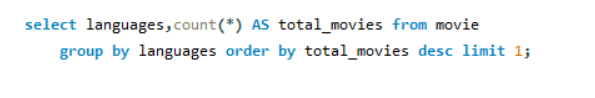 select languages,count(*) AS total_movies from movie
group by languages order by total_movies desc limit 1;